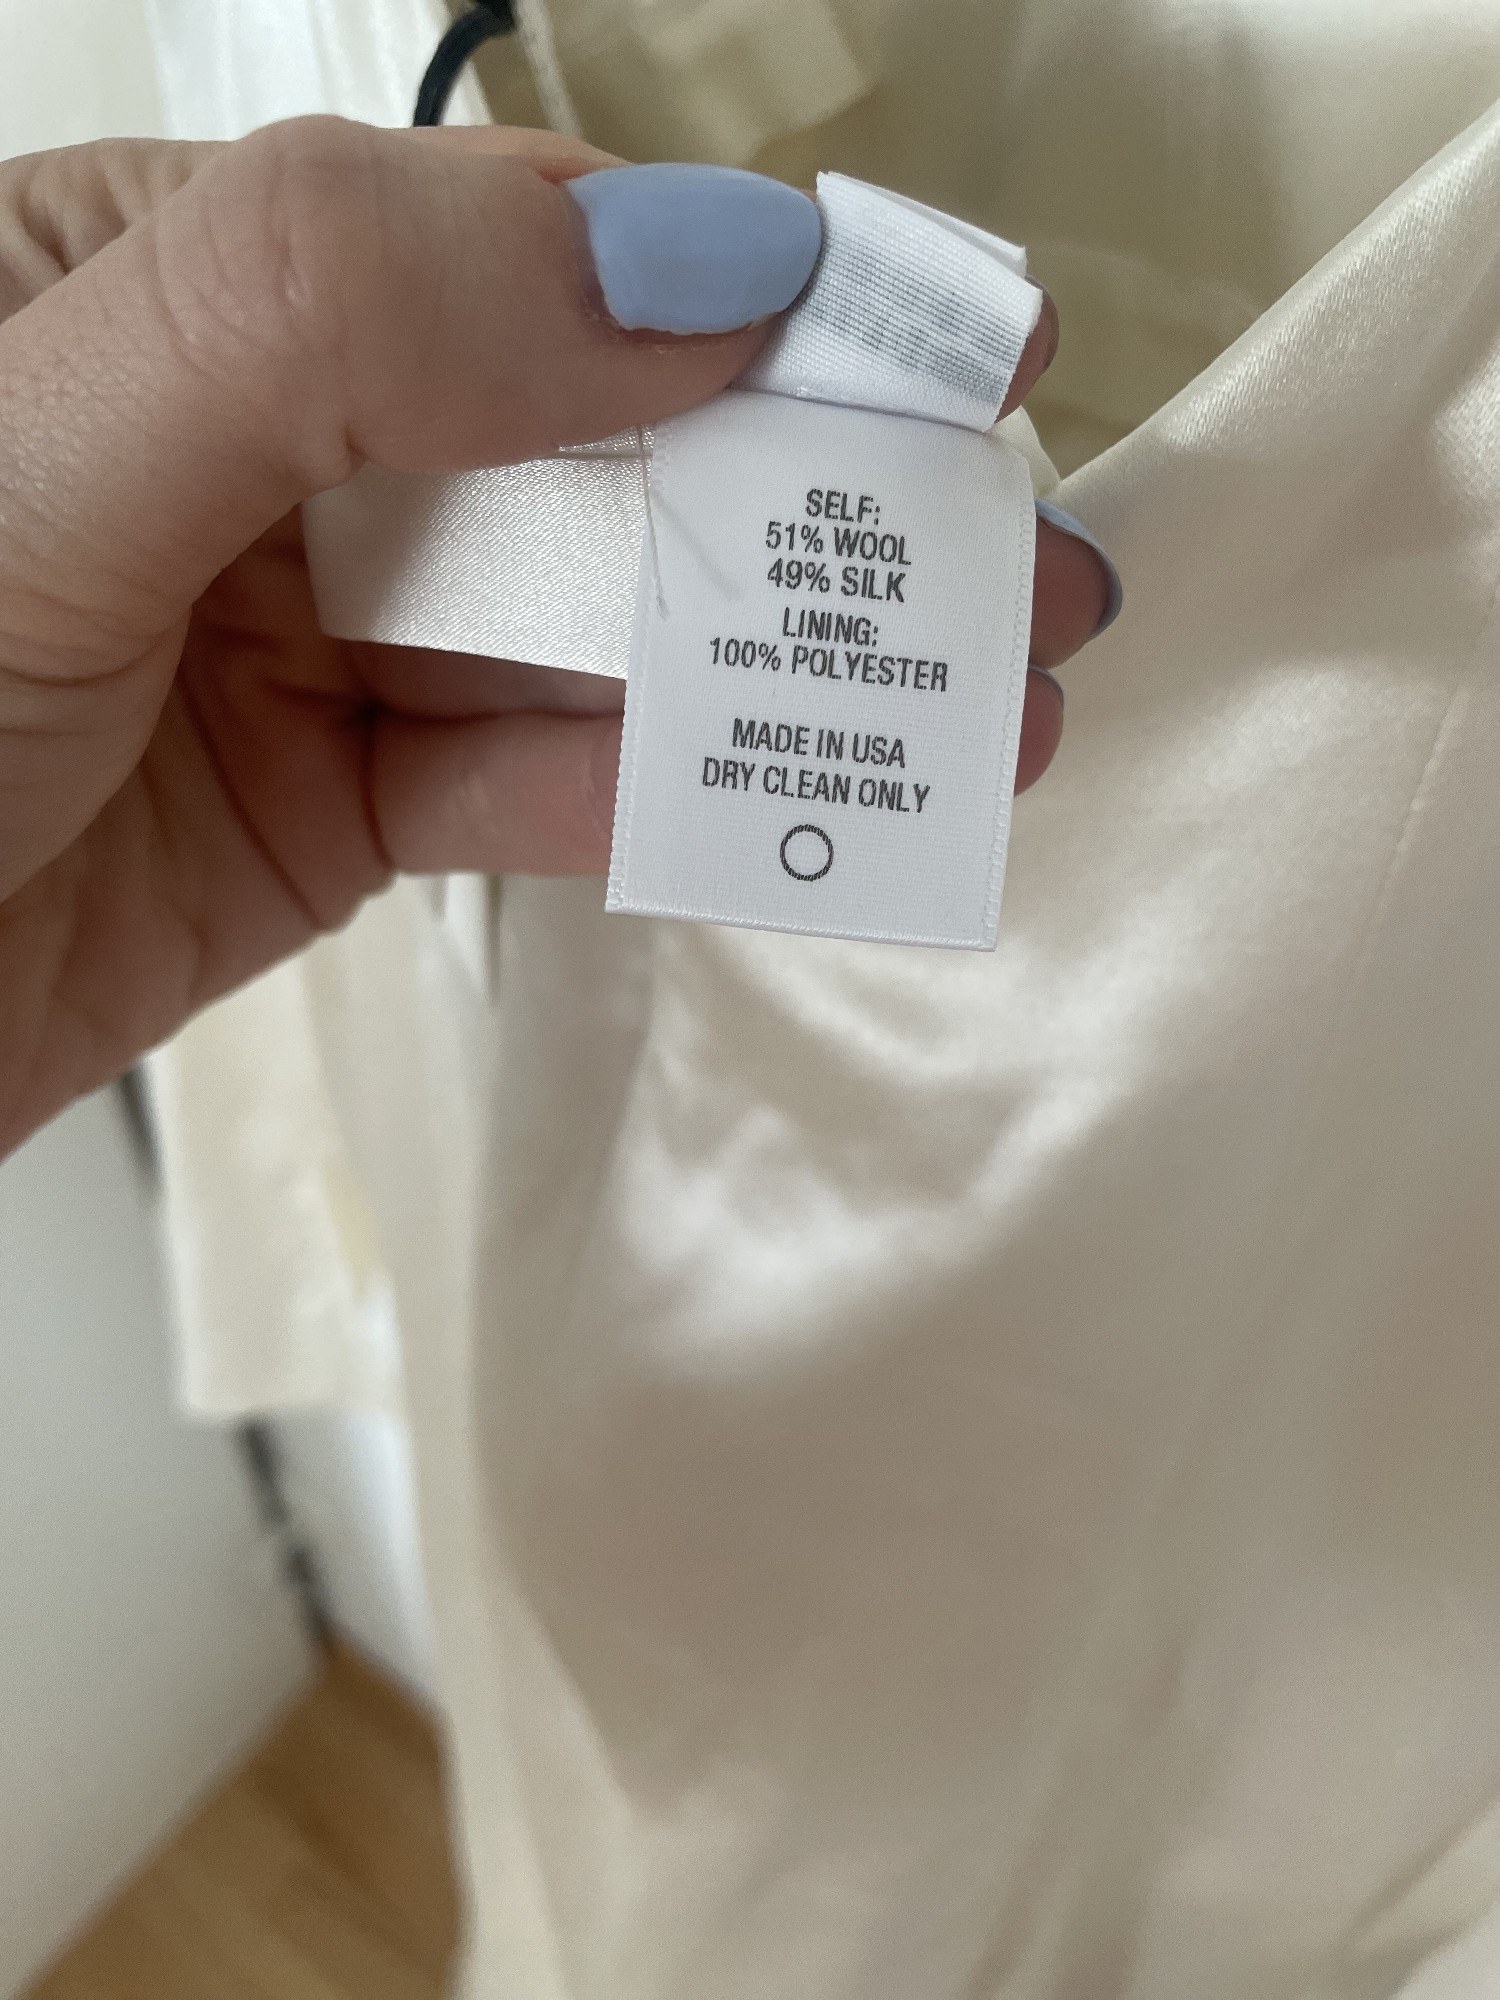 SELF:
51% WOOL
49% SILK
LINING:
100% POLYESTER
MADE IN USA
DRY CLEAN ONLY